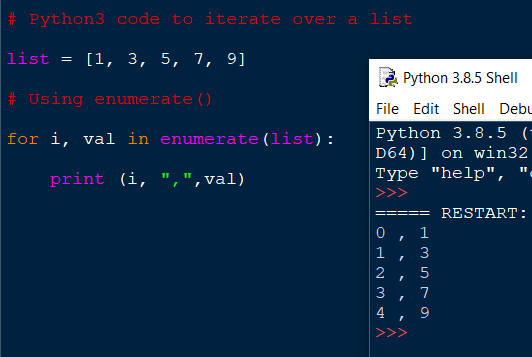 # Python3 code to iterate over a list
list = [1, 3, 5, 7, 9]
# Using enumerate()
for i, val in enumerate(list):
    print (i, ",",val)
Python 3.8.5 Shell
File Edit Shell Debu
Python 3.8.5 (
D64)] on win32
Type "help", "
>>>
===== RESTART:
0 , 1
1 , 3
2 , 5
3 , 7
4 , 9
>>>